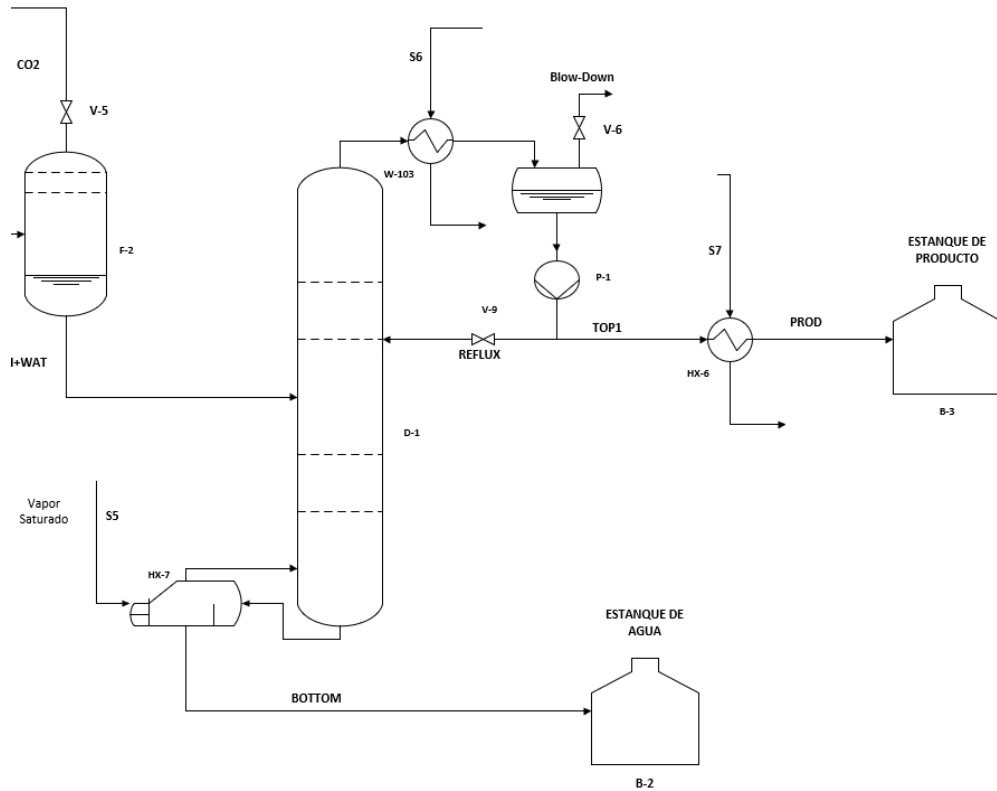 CO2
V-5
S6
Blow-Down
V-6
W-103
F-2
S7
ESTANQUE DE
PRODUCTO
P-1
V-9
TOP1
PROD
REFLUX
HX-6
I+WAT
B-3
D-1
Vapor
Saturado
S5
HX-7
ESTANQUE DE
AGUA
BOTTOM
B-2